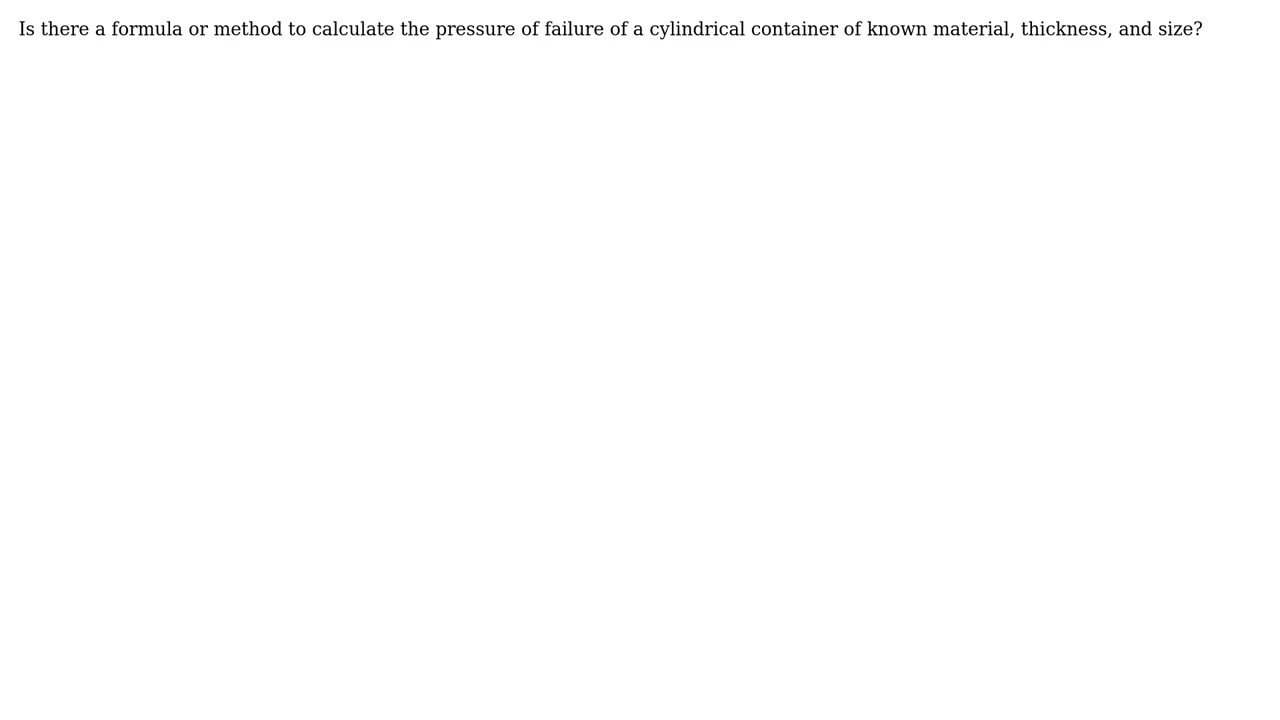 Is there a formula or method to calculate the pressure of failure of a cylindrical container of known material, thickness, and size?